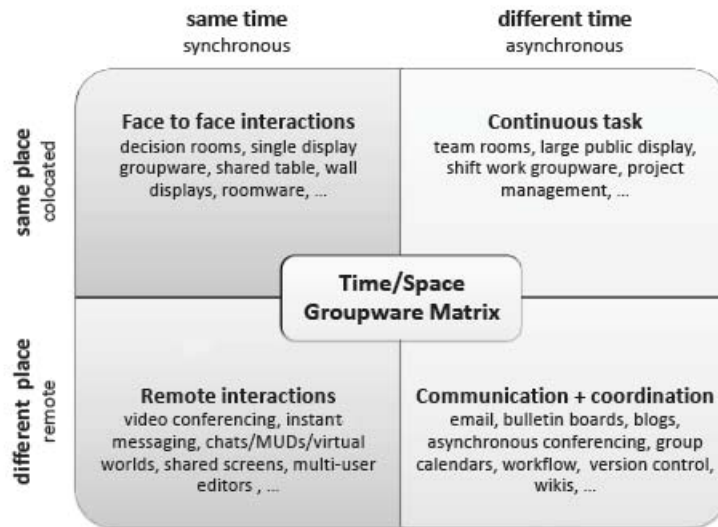 same time
synchronous
different time
asynchronous
same place
colocated
Face to face interactions
decision rooms, single display
groupware, shared table, wall
displays, roomware, ...
Continuous task
team rooms, large public display,
shift work groupware, project
management, ...
Time/Space
Groupware Matrix
different place
remote
Remote interactions
video conferencing, instant
messaging, chats/MUDs/virtual
worlds, shared screens, multi-user
editors , ...
Communication + coordination
email, bulletin boards, blogs,
asynchronous conferencing, group
calendars, workflow, version control,
wikis, ...